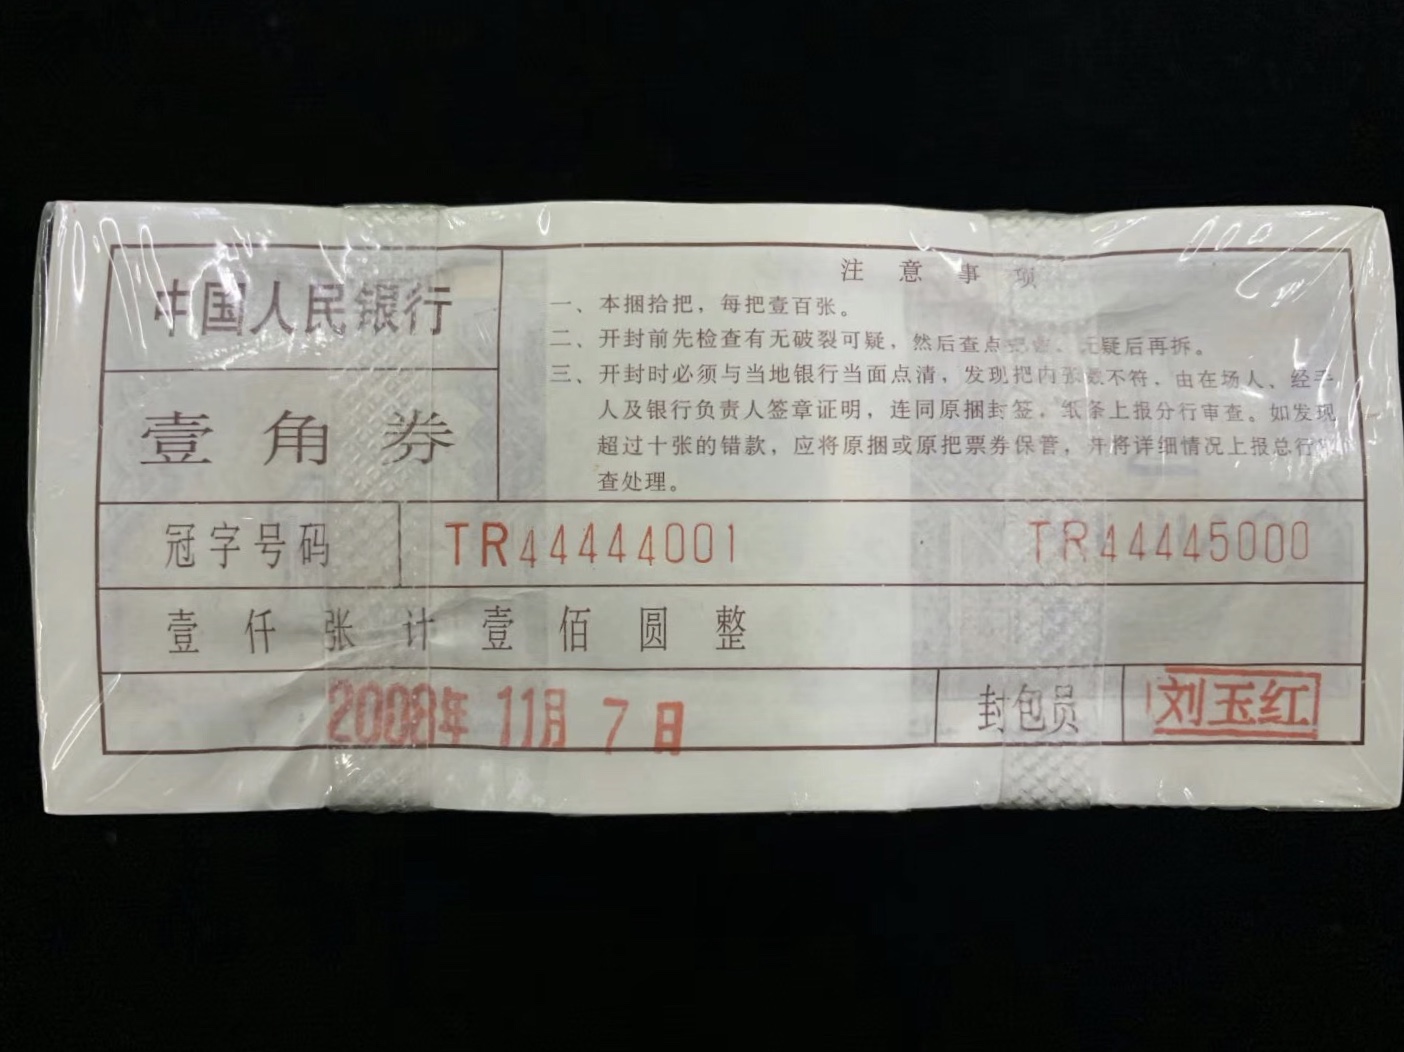 中国人民银行
壹角券
注意事项
一、本捆拾把，每把壹百张。
二、开封前先检查有无破裂可疑，然后查点 无疑后再拆。
三、开封时必须与当地银行当面点清，发现把内张数不符，由在场人、经手
人及银行负责人签章证明，连同原捆封签，纸条上报分行审查。如发现
超过十张的错款，应将原捆或原把票券保管，并将详细情况上报总行
查处理。
冠字号码 TR44444001 TR44445000
壹仟张计壹佰圆整
2008年 11月 7日 封包员 刘玉红